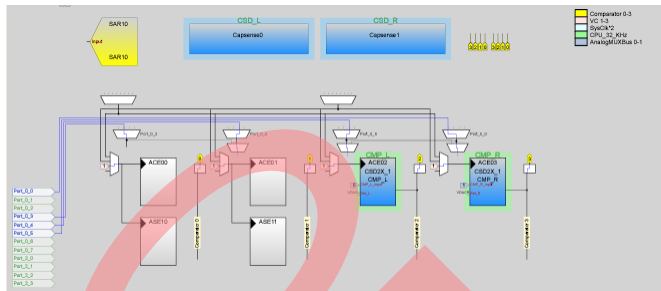 SAR10
Input
SAR10
CSD_L
Capsense0
CSD_R
Capsense1
Comparator 0-3
VC 1-3
SysClk*2
CPU_32_KHz
AnalogMUXBus 0-1
ACE00
ACE01
CMP_L
ACE02
CSD2X_1
CMP_L
CMP_R
ACE03
CSD2X_1
CMP_R
ASE10
ASE11
Comparator 0
Comparator 1
Comparator 2
Comparator 3
Port_0_0
Port_0_1
Port_0_2
Port_0_3
Port_0_4
Port_0_5
Port_0_6
Port_0_7
Port_2_0
Port_2_1
Port_2_2
Port_2_3